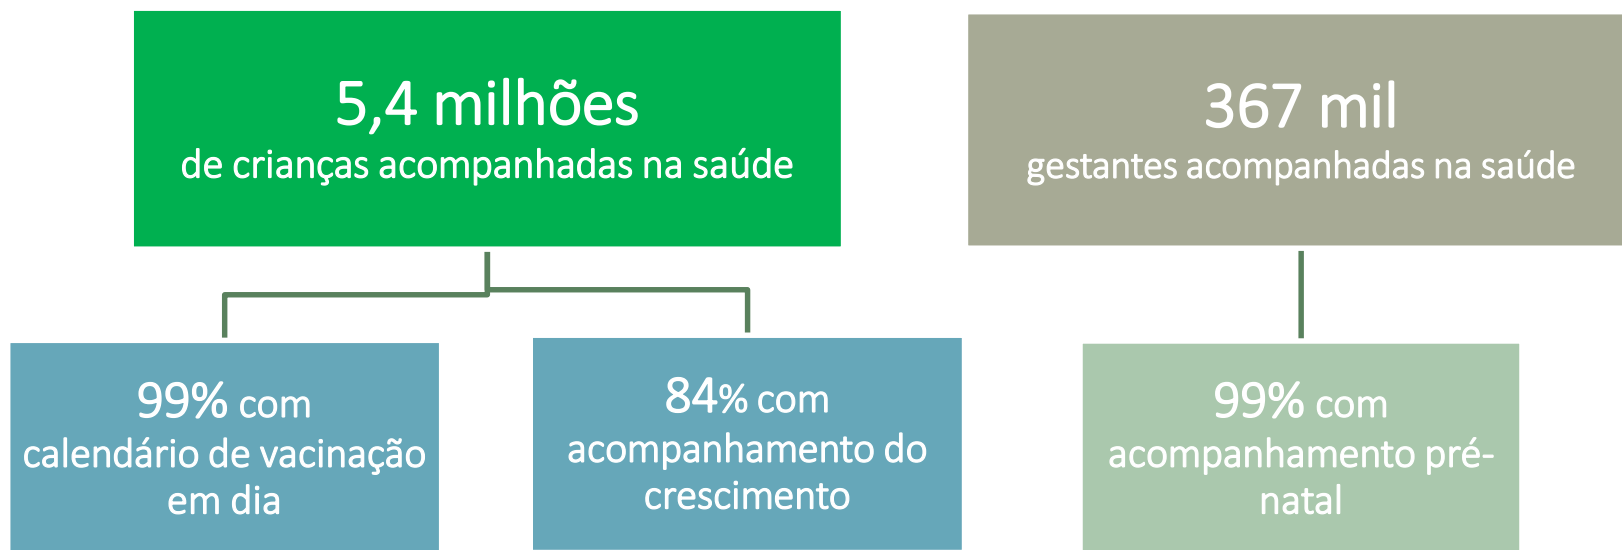 5,4 milhões
de crianças acompanhadas na saúde
367 mil
gestantes acompanhadas na saúde
99% com
calendário de vacinação
em dia
84% com
acompanhamento do
crescimento
99% com
acompanhamento pré-
natal